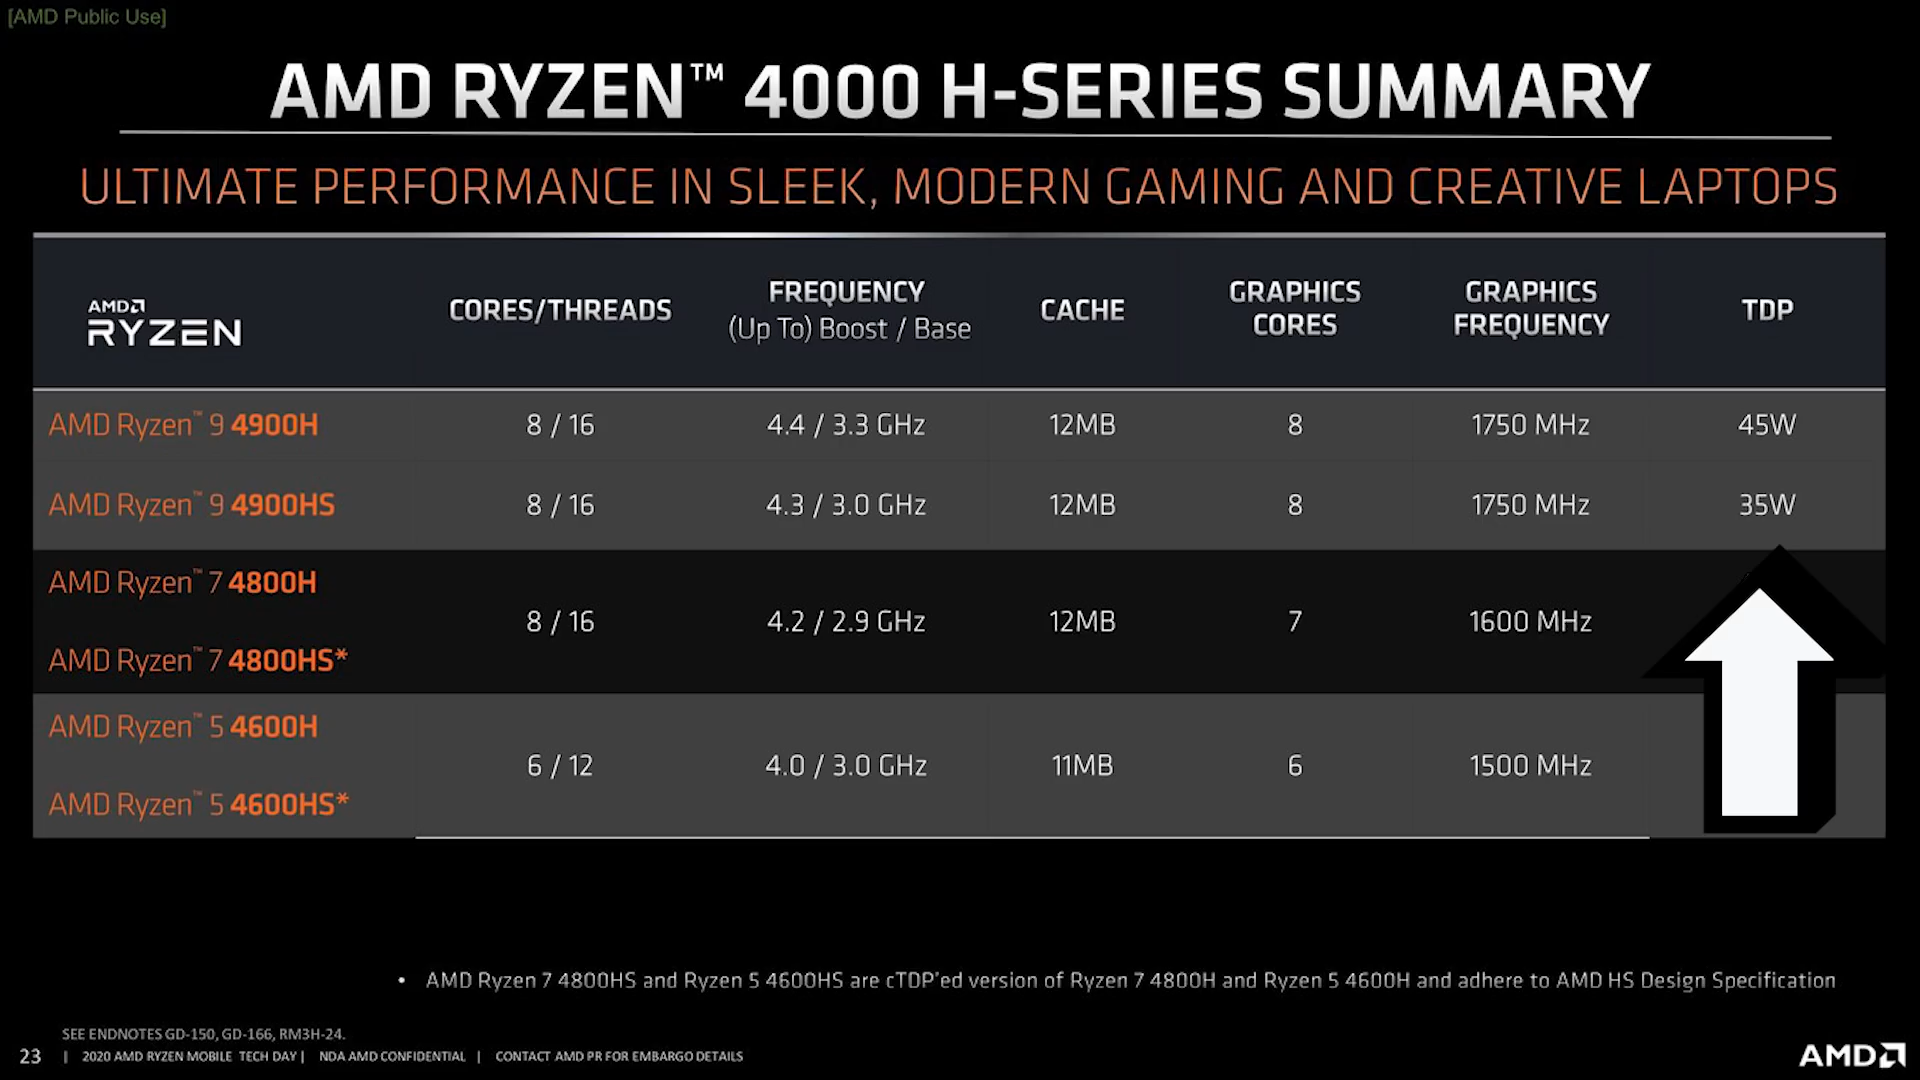 [AMD Public Use]
AMD RYZEN™ 4000 H-SERIES SUMMARY
ULTIMATE PERFORMANCE IN SLEEK, MODERN GAMING AND CREATIVE LAPTOPS
AMD RYZEN CORES/THREADS FREQUENCY (Up To) Boost / Base CACHE GRAPHICS CORES GRAPHICS FREQUENCY TDP
AMD Ryzen™ 9 4900H 8 / 16 4.4 / 3.3 GHz 12MB 8 1750 MHz 45W
AMD Ryzen™ 9 4900HS 8 / 16 4.3 / 3.0 GHz 12MB 8 1750 MHz 35W
AMD Ryzen™ 7 4800H
8 / 16 4.2 / 2.9 GHz 12MB 7 1600 MHz
AMD Ryzen™ 7 4800HS*
AMD Ryzen™ 5 4600H
6 / 12 4.0 / 3.0 GHz 11MB 6 1500 MHz
AMD Ryzen™ 5 4600HS*
• AMD Ryzen 7 4800HS and Ryzen 5 4600HS are cTDP'ed version of Ryzen 7 4800H and Ryzen 5 4600H and adhere to AMD HS Design Specification
SEE ENDNOTES GD-150, GD-166, RM3H-24.
23 | 2020 AMD RYZEN MOBILE TECH DAY | NDA AMD CONFIDENTIAL | CONTACT AMD PR FOR EMBARGO DETAILS
AMD